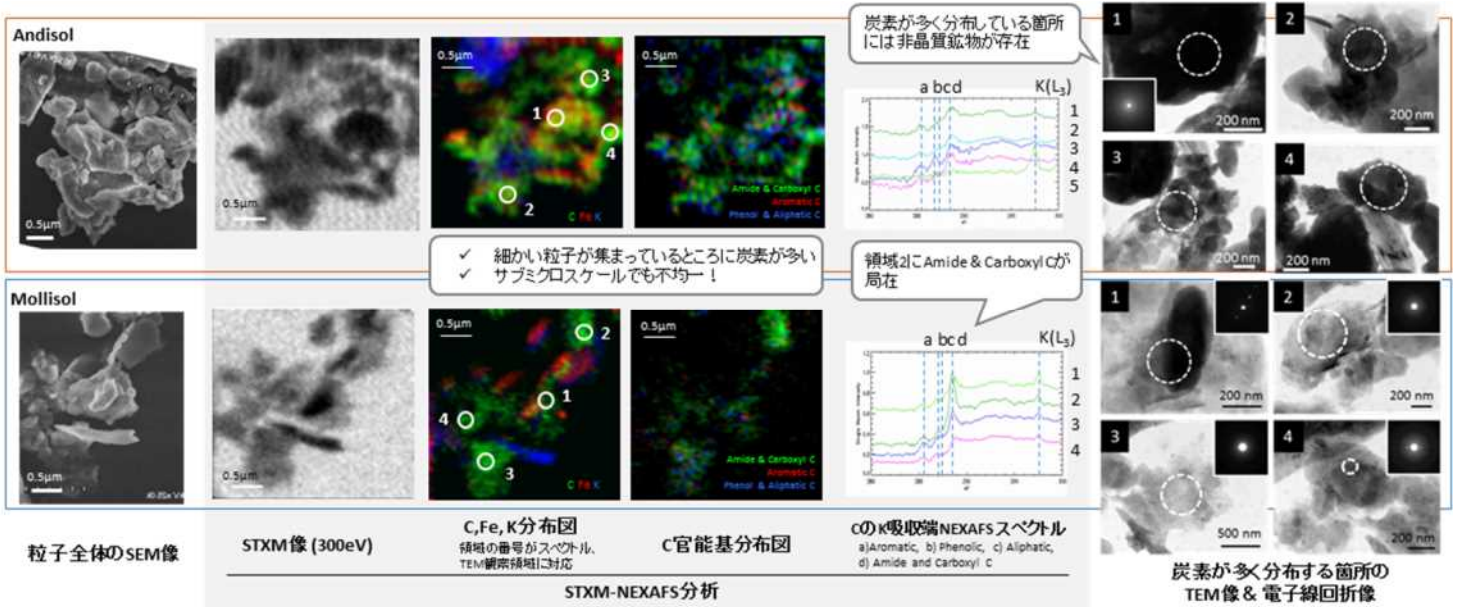 Andisol
0.5μm
0.5μm
0.5μm
1
2
3
4
C Fe K
0.5μm
Amide & Carboxyl C
Aromatic C
Phenol & Aliphatic C
炭素が多く分布している箇所
には非晶質鉱物が存在
a bcd
K(L₃)
1
2
3
4
5
1
200 nm
2
200 nm
3
200 nm
4
200 nm
✓ 細かい粒子が集まっているところに炭素が多い
✓ サブミクロスケールでも不均一！
領域2にAmide & Carboxyl Cが
局在
Mollisol
0.5μm
0.5μm
0.5μm
1
2
3
4
C Fe K
0.5μm
Amide & Carboxyl C
Aromatic C
Phenol & Aliphatic C
a bcd
K(L₃)
1
2
3
4
1
200 nm
2
200 nm
3
500 nm
4
200 nm
粒子全体のSEM像
STXM像 (300eV)
C,Fe, K分布図
領域の番号がスペクトル、
TEM観察領域に対応
C官能基分布図
CのK吸収端NEXAFSスペクトル
a)Aromatic, b) Phenolic, c) Aliphatic,
d) Amide and Carboxyl C
STXM-NEXAFS分析
炭素が多く分布する箇所の
TEM像 & 電子線回折像